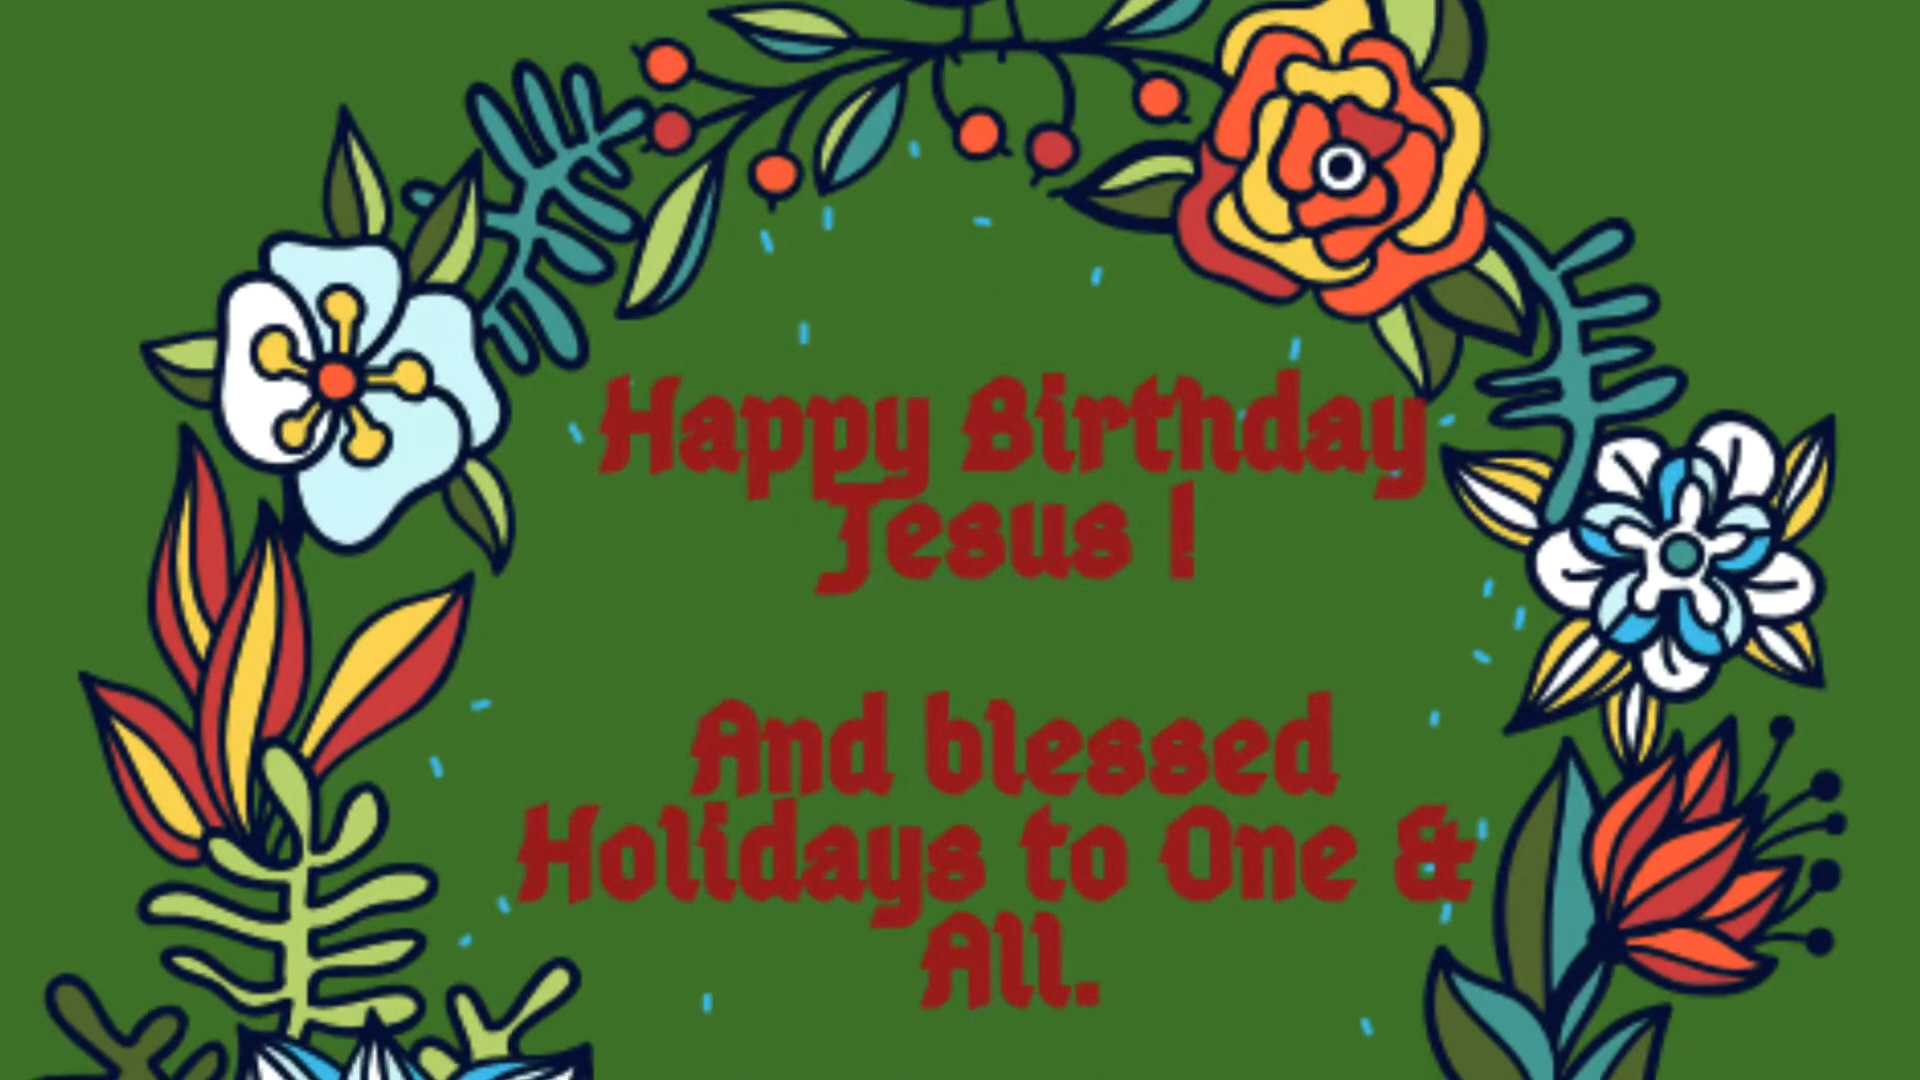 Happy Birthday
Jesus !
And blessed
Holidays to One &
All.